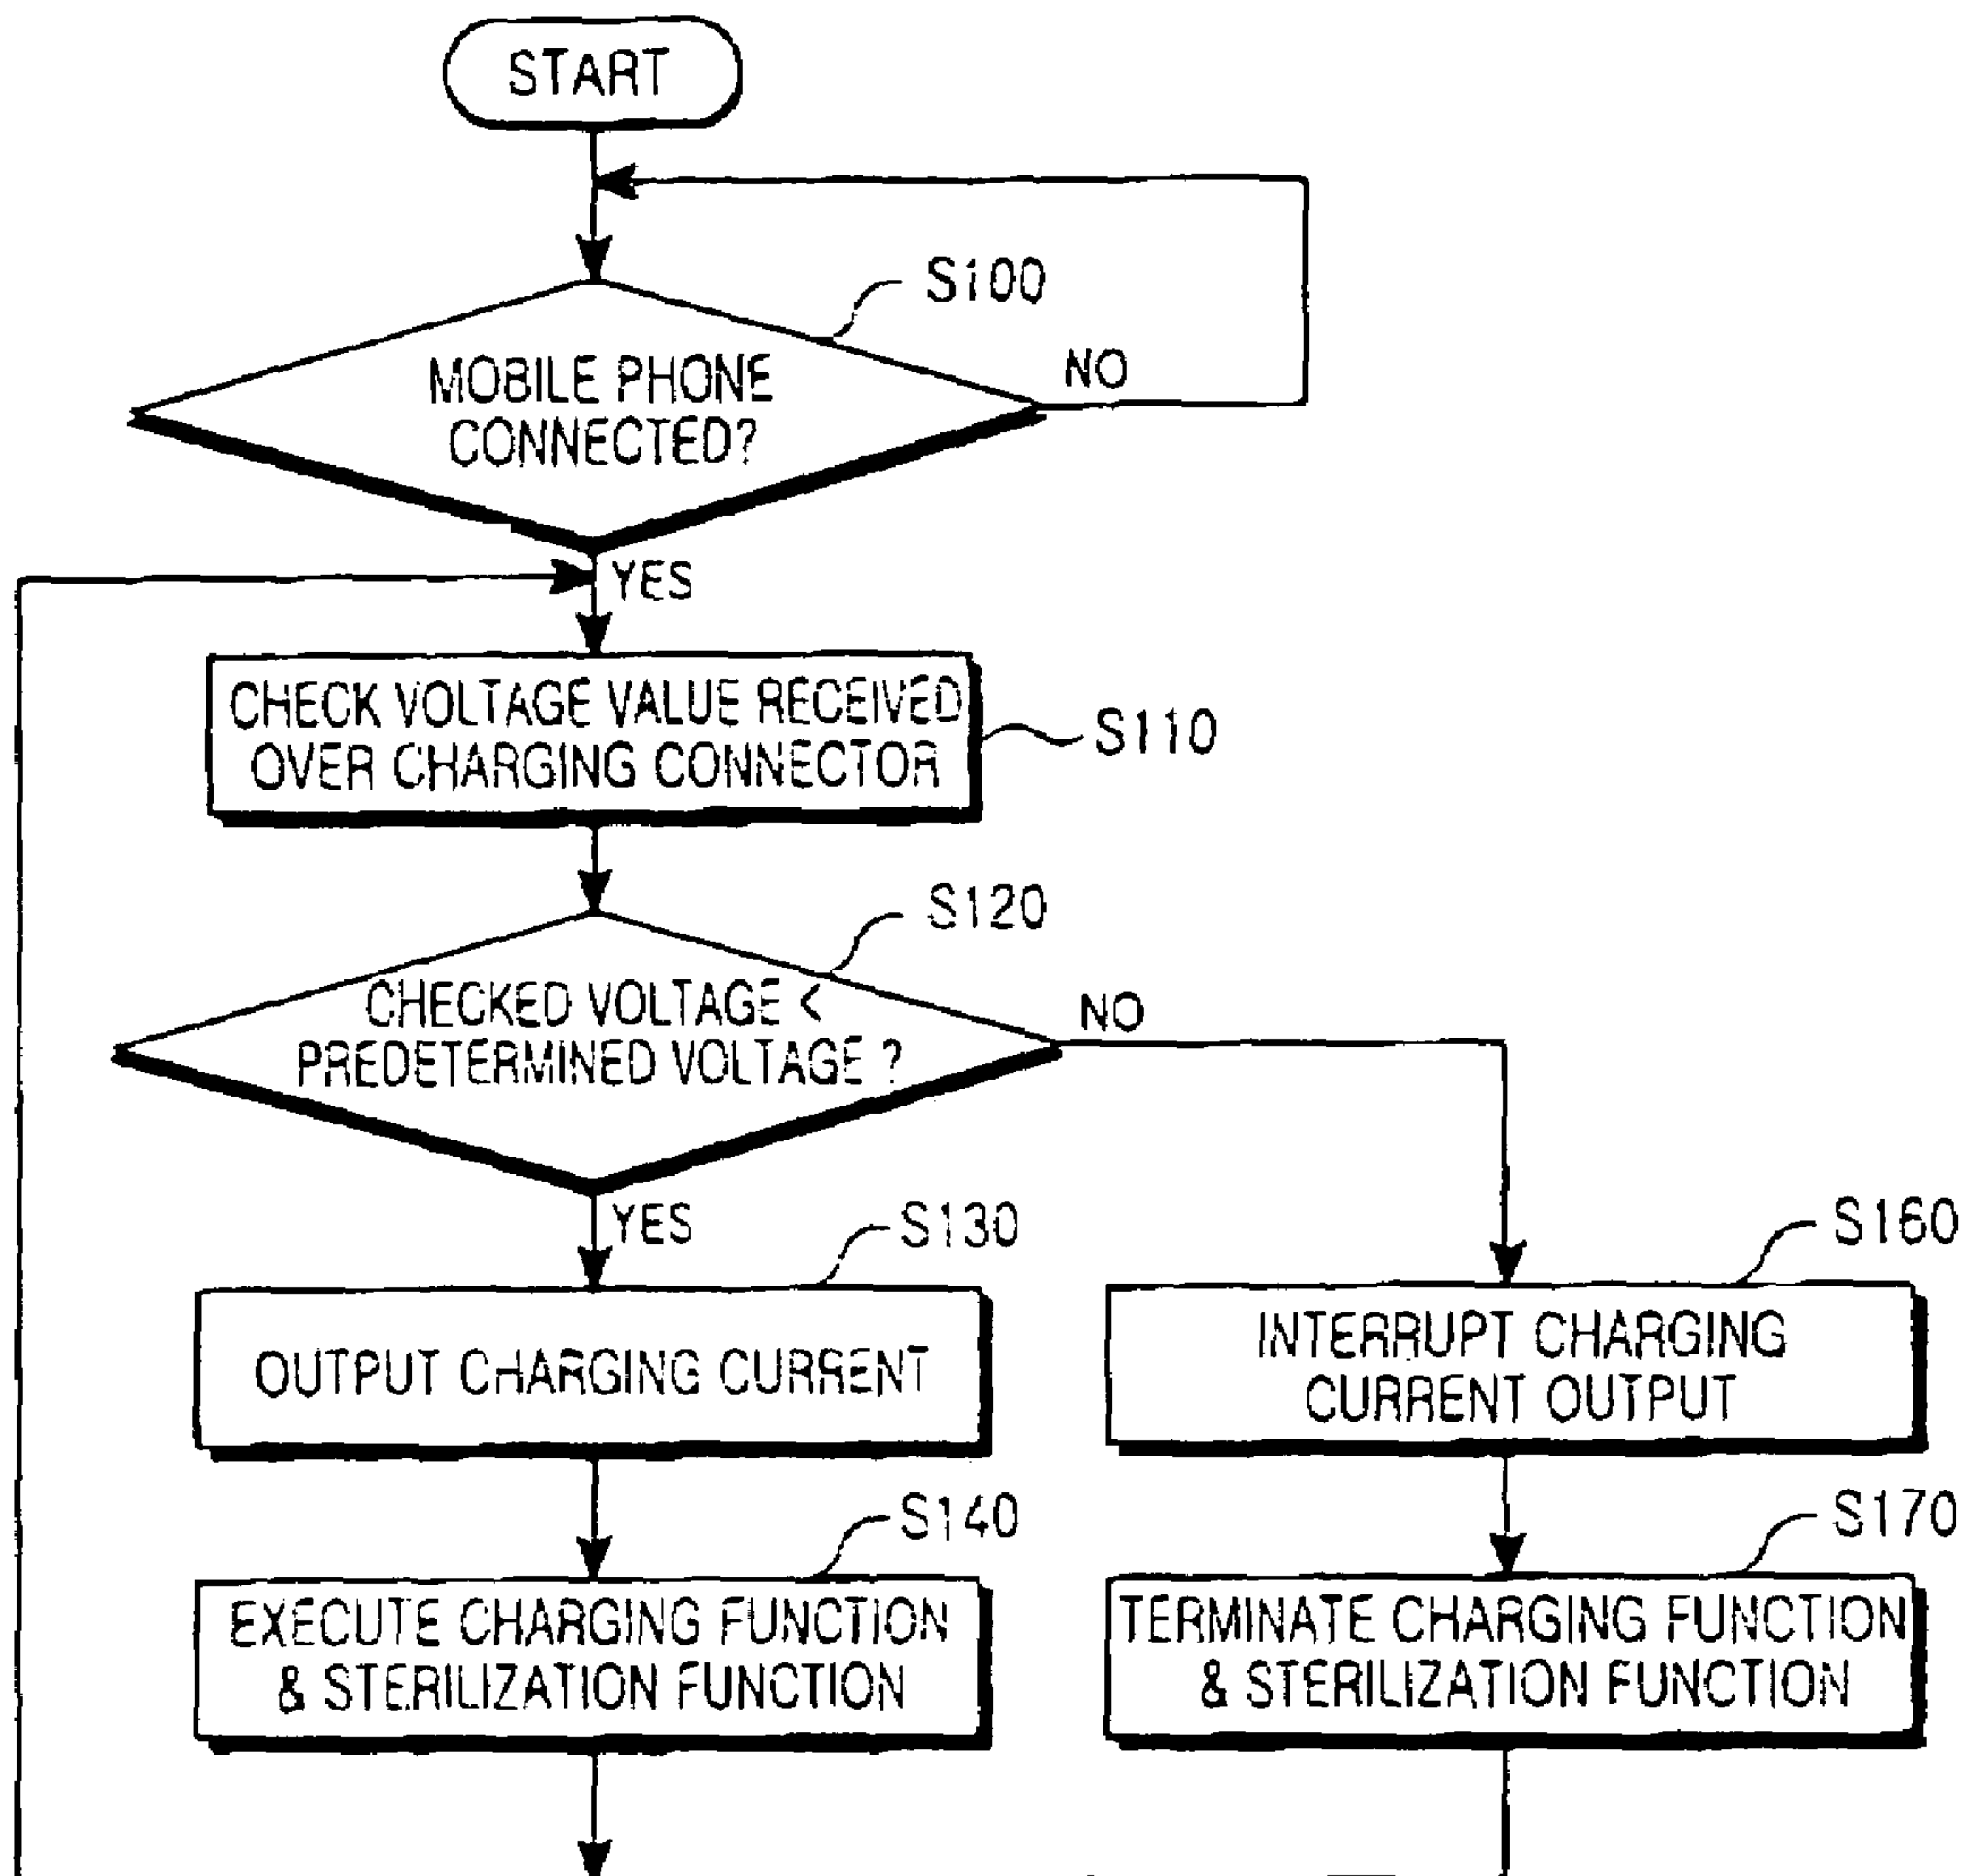 START
S100
MOBILE PHONE
CONNECTED?
NO
YES
CHECK VOLTAGE VALUE RECEIVED
OVER CHARGING CONNECTOR
S110
S120
CHECKED VOLTAGE <
PREDETERMINED VOLTAGE ?
NO
YES
S130
OUTPUT CHARGING CURRENT
S160
INTERRUPT CHARGING
CURRENT OUTPUT
S140
EXECUTE CHARGING FUNCTION
& STERILIZATION FUNCTION
S170
TERMINATE CHARGING FUNCTION
& STERILIZATION FUNCTION